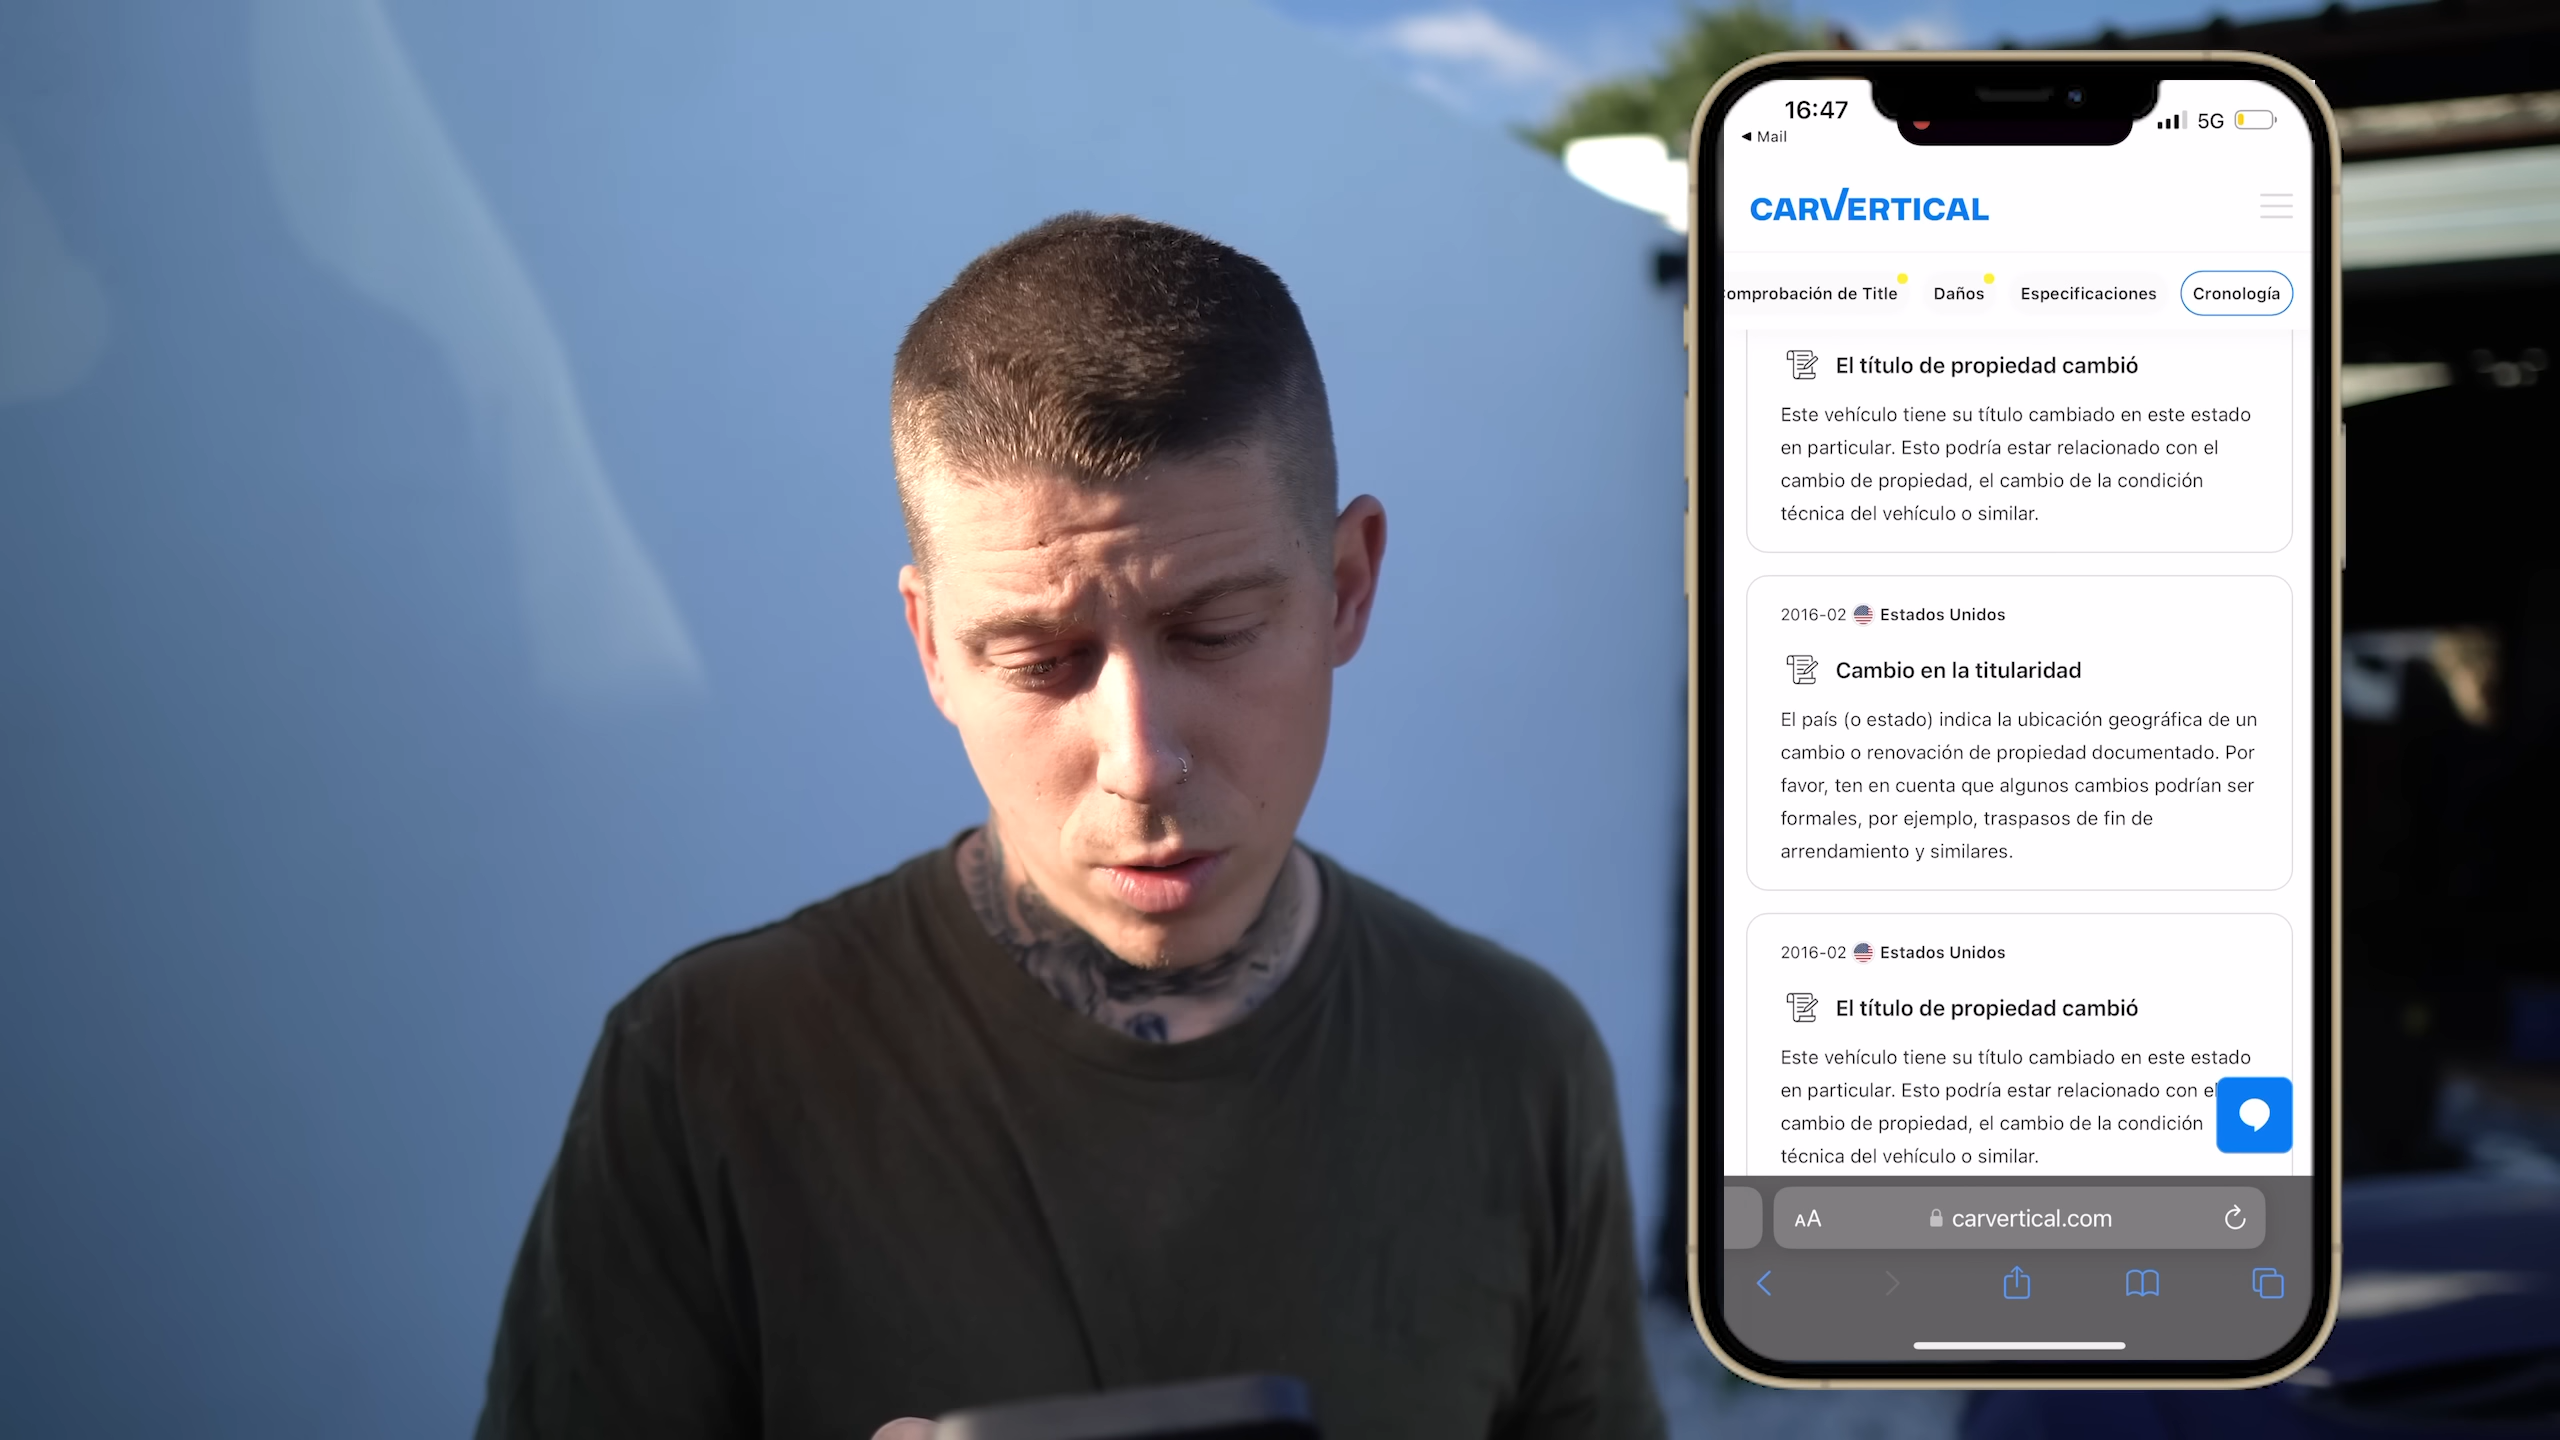 16:47
5G
Mail
CARVERTICAL
omprobación de Title
Daños
Especificaciones
Cronología
El título de propiedad cambió
Este vehículo tiene su título cambiado en este estado
en particular. Esto podría estar relacionado con el
cambio de propiedad, el cambio de la condición
técnica del vehículo o similar.
2016-02 Estados Unidos
Cambio en la titularidad
El país (o estado) indica la ubicación geográfica de un
cambio o renovación de propiedad documentado. Por
favor, ten en cuenta que algunos cambios podrían ser
formales, por ejemplo, traspasos de fin de
arrendamiento y similares.
2016-02 Estados Unidos
El título de propiedad cambió
Este vehículo tiene su título cambiado en este estado
en particular. Esto podría estar relacionado con el
cambio de propiedad, el cambio de la condición
técnica del vehículo o similar.
AA
carvertical.com